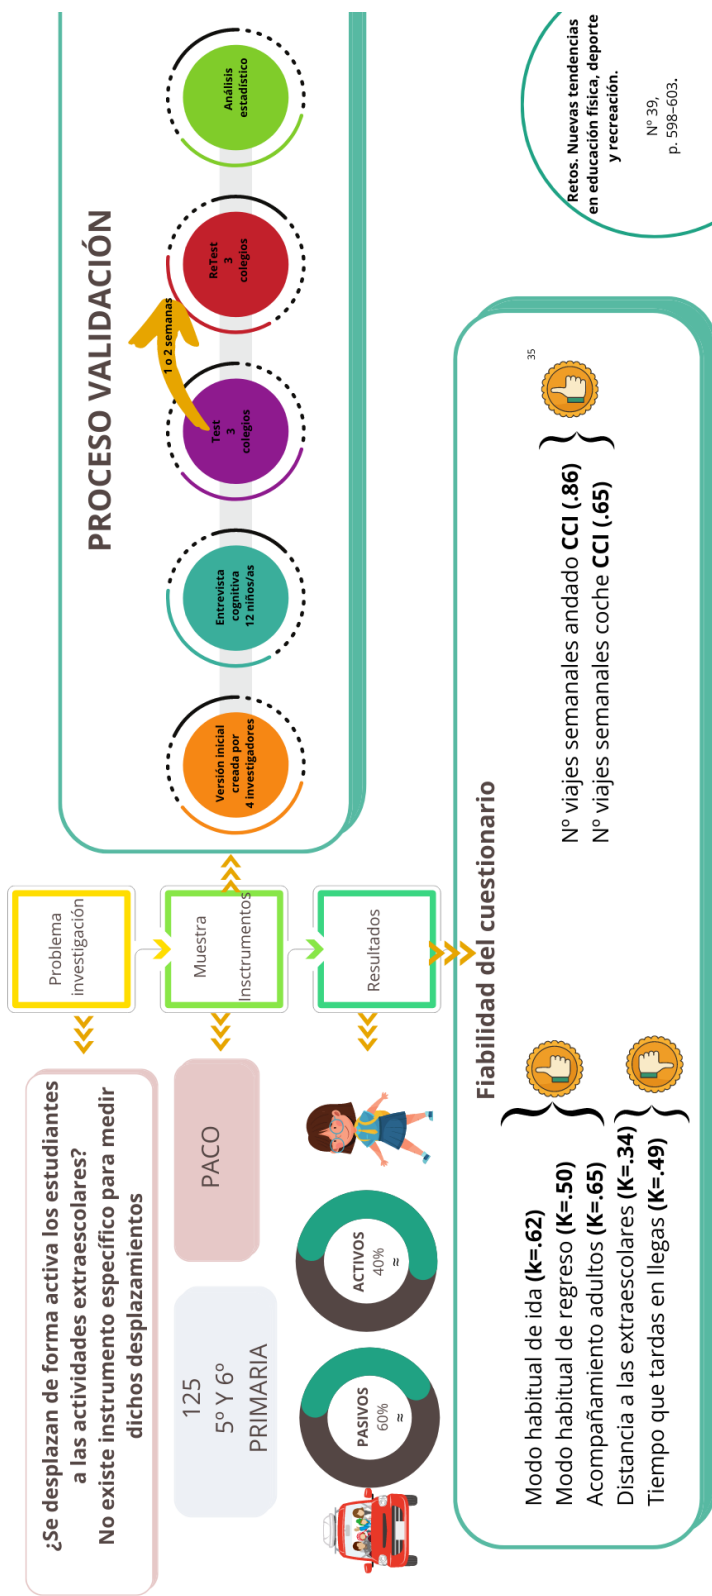 ¿Se desplazan de forma activa los estudiantes
a las actividades extraescolares?
No existe instrumento específico para medir
dichos desplazamientos
Problema
investigación
125
5º Y 6º
PRIMARIA
PACO
Muestra
Insctrumentos
PASIVOS
60%
≈
ACTIVOS
40%
≈
Resultados
PROCESO VALIDACIÓN
Versión inicial
creada por
4 investigadores
Entrevista
cognitiva
12 niños/as
Test
3
colegios
1 o 2 semanas
ReTest
3
colegios
Análisis
estadístico
Fiabilidad del cuestionario
Modo habitual de ida (k=.62)
Modo habitual de regreso (K=.50)
Acompañamiento adultos (K=.65)
Distancia a las extraescolares (K=.34)
Tiempo que tardas en llegas (K=.49)
Nº viajes semanales andado CCI (.86)
Nº viajes semanales coche CCI (.65)
35
Retos. Nuevas tendencias
en educación física, deporte
y recreación.
Nº 39,
p. 598–603.